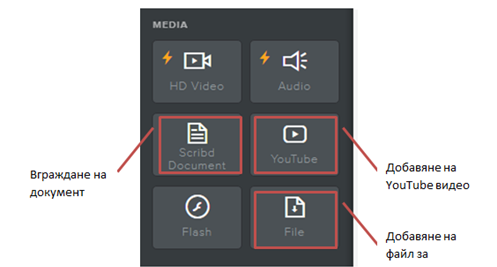 MEDIA
HD Video
Audio
Scribd
Document
YouTube
Вграждане на
документ
Добавяне на
YouTube видео
Flash
File
Добавяне на
файл за